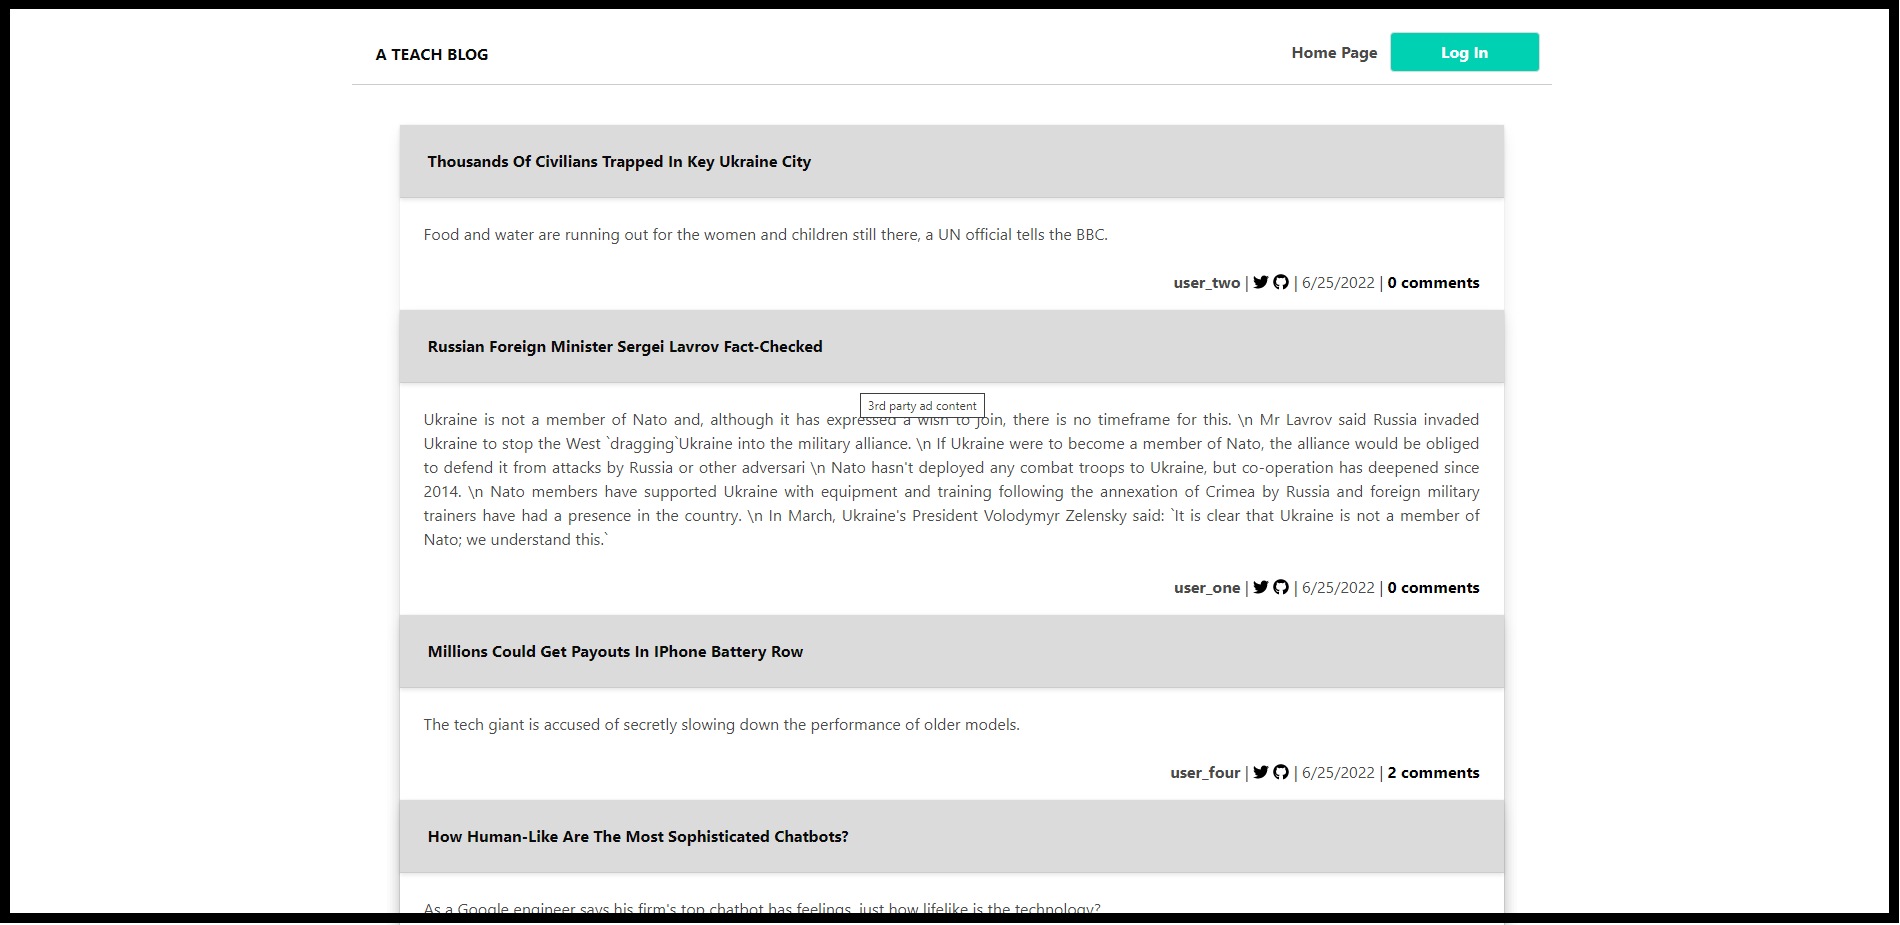 A TEACH BLOG
Home Page
Log In
Thousands Of Civilians Trapped In Key Ukraine City
Food and water are running out for the women and children still there, a UN official tells the BBC.
user_two | | 6/25/2022 | 0 comments
Russian Foreign Minister Sergei Lavrov Fact-Checked
3rd party ad content
Ukraine is not a member of Nato and, although it has expressed a wish to join, there is no timeframe for this. \n Mr Lavrov said Russia invaded
Ukraine to stop the West `dragging`Ukraine into the military alliance. \n If Ukraine were to become a member of Nato, the alliance would be obliged
to defend it from attacks by Russia or other adversari \n Nato hasn't deployed any combat troops to Ukraine, but co-operation has deepened since
2014. \n Nato members have supported Ukraine with equipment and training following the annexation of Crimea by Russia and foreign military
trainers have had a presence in the country. \n In March, Ukraine's President Volodymyr Zelensky said: `It is clear that Ukraine is not a member of
Nato; we understand this.`
user_one | | 6/25/2022 | 0 comments
Millions Could Get Payouts In IPhone Battery Row
The tech giant is accused of secretly slowing down the performance of older models.
user_four | | 6/25/2022 | 2 comments
How Human-Like Are The Most Sophisticated Chatbots?
As a Google engineer says his firm's top chatbot has feelings, just how lifelike is the technology?